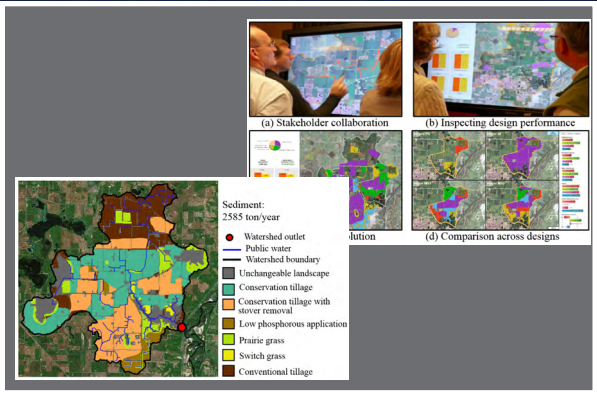 (a) Stakeholder collaboration
(b) Inspecting design performance
olution
(d) Comparison across designs
Sediment:
2585 ton/year
Watershed outlet
Public water
Watershed boundary
Unchangeable landscape
Conservation tillage
Conservation tillage with
stover removal
Low phosphorous application
Prairie grass
Switch grass
Conventional tillage